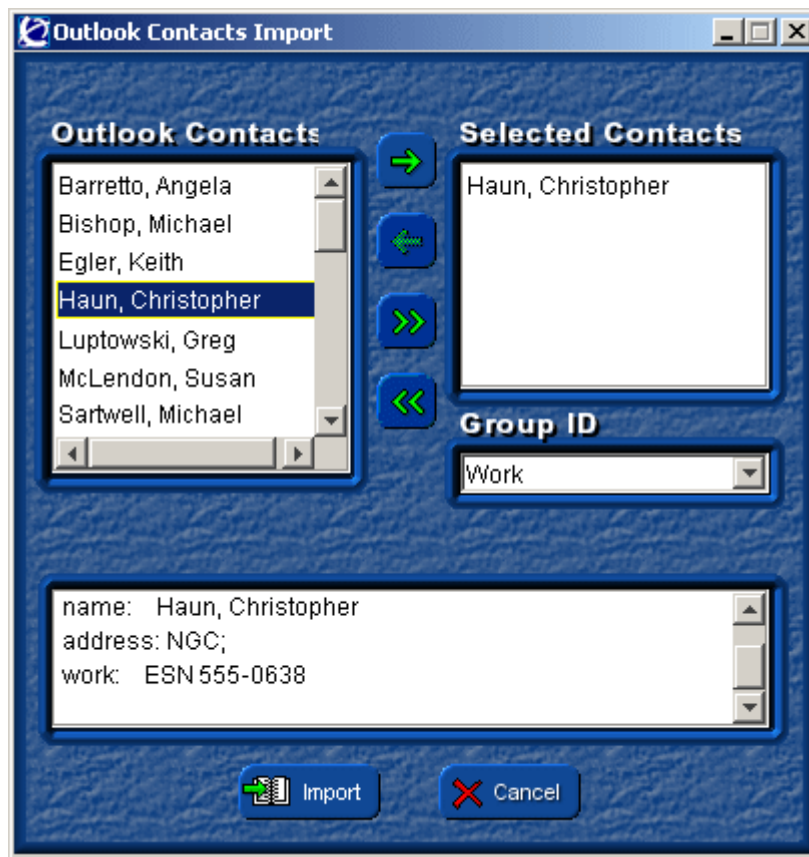 Outlook Contacts Import
Outlook Contacts
Barretto, Angela
Bishop, Michael
Egler, Keith
Haun, Christopher
Luptowski, Greg
McLendon, Susan
Sartwell, Michael
Selected Contacts
Haun, Christopher
Group ID
Work
name: Haun, Christopher
address: NGC;
work: ESN 555-0638
Import
Cancel